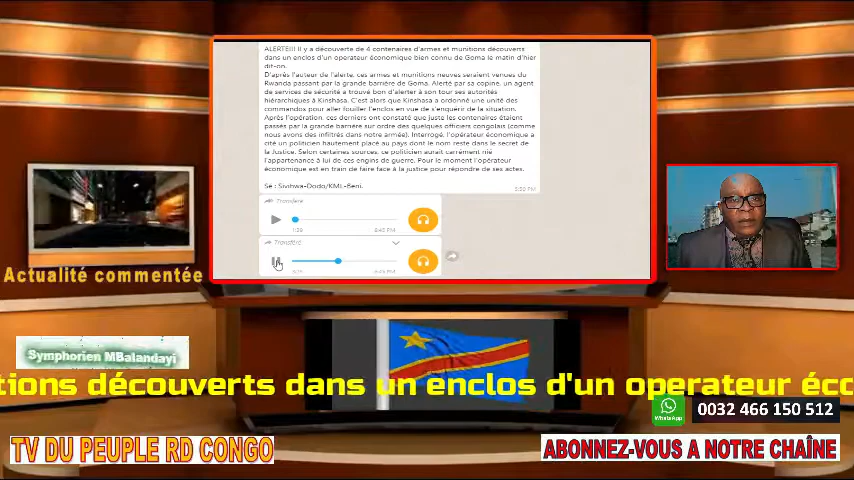 ALERTE!!! Il y a découverte de 4 contenaires d'armes et munitions découverts
dans un enclos d'un operateur économique bien connu de Goma le matin d'hier
dit-on.
D'après l'auteur de l'alerte, ces armes et munitions neuves seraient venues du
Rwanda passant par la grande barrière de Goma. Alerté par sa copine, un agent
de services de sécurité a trouvé bon d'alerter à son tour ses autorités
hiérarchiques à Kinshasa. C'est alors que Kinshasa a ordonné une unité des
commandos pour aller fouiller l'enclos en vue de s'enquérir de la situation.
Après l'opération, ces derniers ont constaté que juste les contenaires étaient
passés par la grande barrière sur ordre des quelques officiers congolais (comme
nous avons des infiltrés dans notre armée). Interrogé, l'opérateur économique a
cité un politicien hautement placé au pays dont le nom reste dans le secret de
la Justice. Selon certaines sources, ce politicien aurait carrément nié
l'appartenance à lui de ces engins de guerre. Pour le moment l'opérateur
économique est en train de faire face à la justice pour répondre de ses actes.
Sé : Sivihwa-Dodo/KML-Beni.
Transféré
1:29
Transféré
Actualité commentée
Symphorien MBalandayi
tions découverts dans un enclos d'un operateur éco
WhatsApp
0032 466 150 512
TV DU PEUPLE RD CONGO
ABONNEZ-VOUS A NOTRE CHAÎNE